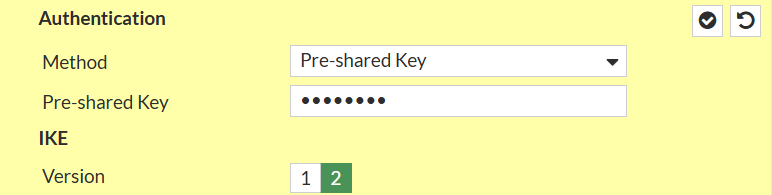 Authentication
Method Pre-shared Key
Pre-shared Key ••••••••
IKE
Version 1 2